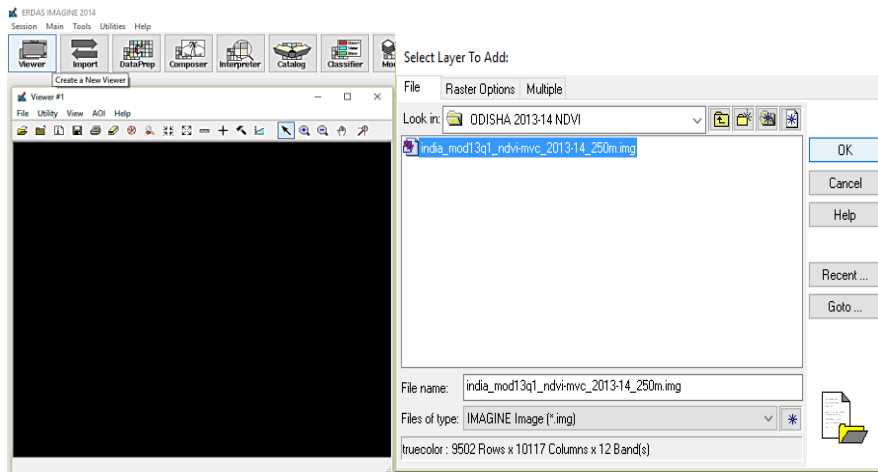 ERDAS IMAGINE 2014
Session Main Tools Utilities Help
Viewer Import DataPrep Composer Interpreter Catalog Classifier Mo
Create a New Viewer
Viewer #1
File Utility View AOI Help
Select Layer To Add:
File Raster Options Multiple
Look in: ODISHA 2013-14 NDVI
india_mod13q1_ndvi-mvc_2013-14_250m.img
OK
Cancel
Help
Recent ...
Goto ...
File name: india_mod13q1_ndvi-mvc_2013-14_250m.img
Files of type: IMAGINE Image (*.img)
truecolor : 9502 Rows x 10117 Columns x 12 Band(s)